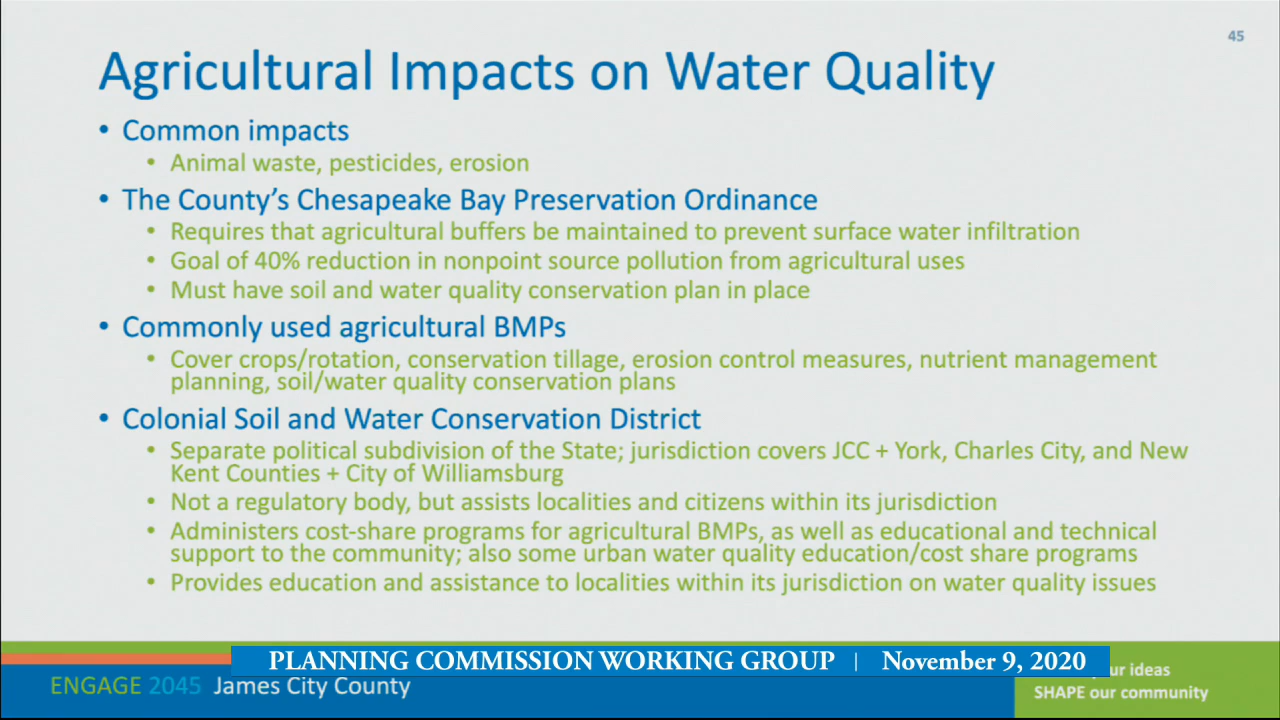 45
Agricultural Impacts on Water Quality
• Common impacts
• Animal waste, pesticides, erosion
• The County's Chesapeake Bay Preservation Ordinance
• Requires that agricultural buffers be maintained to prevent surface water infiltration
• Goal of 40% reduction in nonpoint source pollution from agricultural uses
• Must have soil and water quality conservation plan in place
• Commonly used agricultural BMPs
• Cover crops/rotation, conservation tillage, erosion control measures, nutrient management
planning, soil/water quality conservation plans
• Colonial Soil and Water Conservation District
• Separate political subdivision of the State; jurisdiction covers JCC + York, Charles City, and New
Kent Counties + City of Williamsburg
• Not a regulatory body, but assists localities and citizens within its jurisdiction
• Administers cost-share programs for agricultural BMPs, as well as educational and technical
support to the community; also some urban water quality education/cost share programs
• Provides education and assistance to localities within its jurisdiction on water quality issues
PLANNING COMMISSION WORKING GROUP | November 9, 2020
ENGAGE 2045 James City County
ideas
SHAPE our community